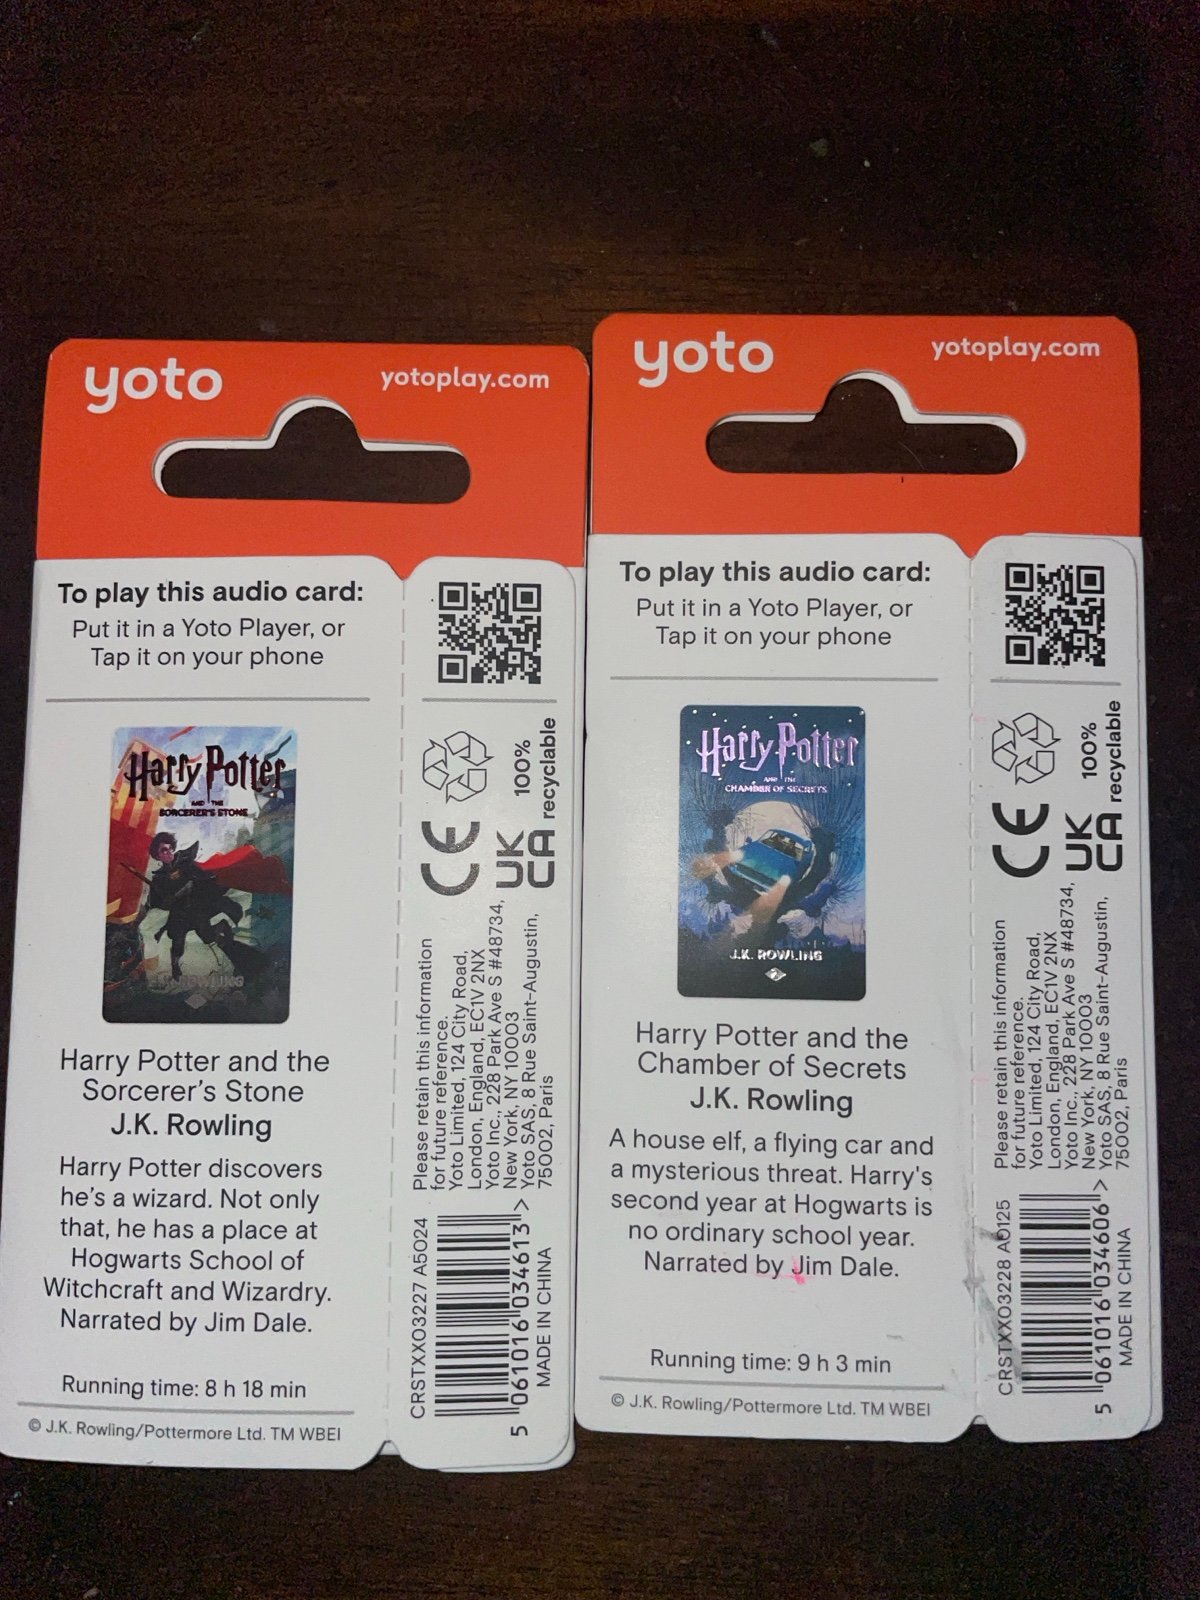 yoto
yotoplay.com
To play this audio card:
Put it in a Yoto Player, or
Tap it on your phone
Harry Potter
AND THE
SORCERER'S STONE
J.K. ROWLING
Harry Potter and the
Sorcerer's Stone
J.K. Rowling
Harry Potter discovers
he's a wizard. Not only
that, he has a place at
Hogwarts School of
Witchcraft and Wizardry.
Narrated by Jim Dale.
Running time: 8 h 18 min
© J.K. Rowling/Pottermore Ltd. TM WBEI
100%
recyclable
CE
UK
CA
Please retain this information
for future reference.
Yoto Limited, 124 City Road,
London, England, EC1V 2NX
Yoto Inc., 228 Park Ave S #48734,
New York, NY 10003
Yoto SAS, 8 Rue Saint-Augustin,
75002, Paris
CRSTXX03227 A5024
5 061016 034613 >
MADE IN CHINA
yoto
yotoplay.com
To play this audio card:
Put it in a Yoto Player, or
Tap it on your phone
Harry Potter
AND THE
CHAMBER OF SECRETS
J.K. ROWLING
Harry Potter and the
Chamber of Secrets
J.K. Rowling
A house elf, a flying car and
a mysterious threat. Harry's
second year at Hogwarts is
no ordinary school year.
Narrated by Jim Dale.
Running time: 9 h 3 min
© J.K. Rowling/Pottermore Ltd. TM WBEI
100%
recyclable
CE
UK
CA
Please retain this information
for future reference.
Yoto Limited, 124 City Road,
London, England, EC1V 2NX
Yoto Inc., 228 Park Ave S #48734,
New York, NY 10003
Yoto SAS, 8 Rue Saint-Augustin,
75002, Paris
CRSTXX03228 A0125
5 061016 034606 >
MADE IN CHINA